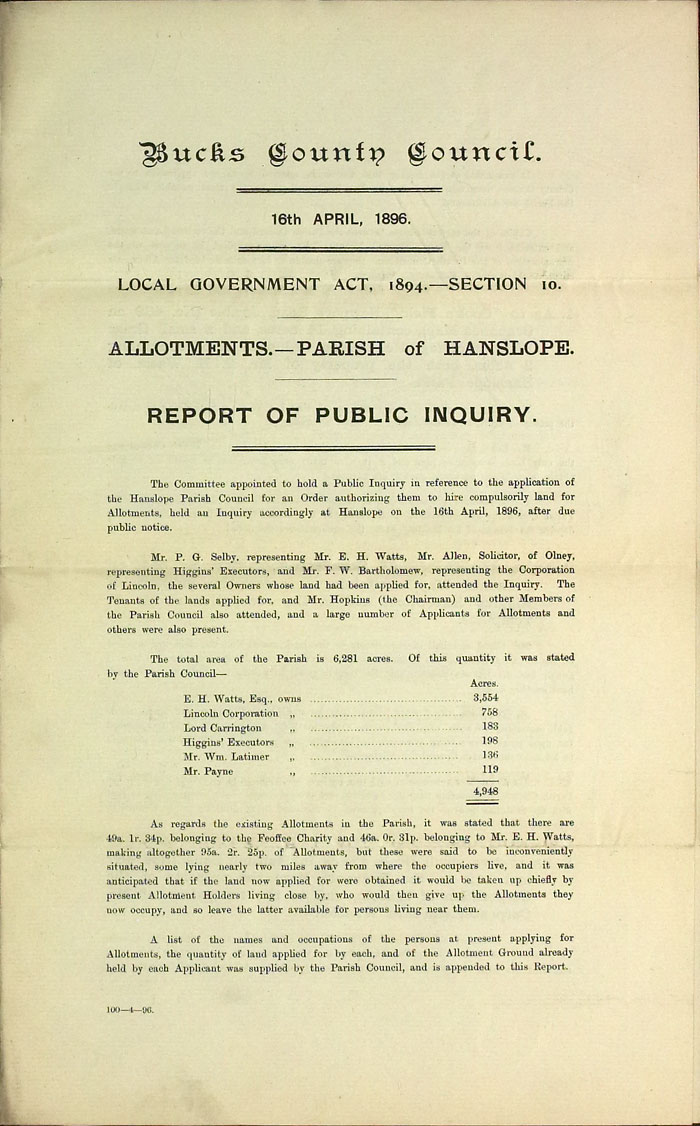 Bucks County Council.
16th APRIL, 1896.
LOCAL GOVERNMENT ACT, 1894.—SECTION 10.
ALLOTMENTS.—PARISH of HANSLOPE.
REPORT OF PUBLIC INQUIRY.
The Committee appointed to hold a Public Inquiry in reference to the application of
the Hanslope Parish Council for an Order authorizing them to hire compulsorily land for
Allotments, held an Inquiry accordingly at Hanslope on the 16th April, 1896, after due
public notice.
Mr. P. G. Selby, representing Mr. E. H. Watts, Mr. Allen, Solicitor, of Olney,
representing Higgins' Executors, and Mr. F. W. Bartholomew, representing the Corporation
of Lincoln, the several Owners whose land had been applied for, attended the Inquiry. The
Tenants of the lands applied for, and Mr. Hopkins (the Chairman) and other Members of
the Parish Council also attended, and a large number of Applicants for Allotments and
others were also present.
The total area of the Parish is 6,281 acres. Of this quantity it was stated
by the Parish Council—
Acres.
E. H. Watts, Esq., owns ........ 3,554
Lincoln Corporation „ ........ 758
Lord Carrington „ ........ 183
Higgins' Executors „ ........ 198
Mr. Wm. Latimer „ ........ 136
Mr. Payne „ ........ 119
4,948
As regards the existing Allotments in the Parish, it was stated that there are
49a. 1r. 34p. belonging to the Feoffee Charity and 46a. 0r. 31p. belonging to Mr. E. H. Watts,
making altogether 95a. 2r. 25p. of Allotments, but these were said to be inconveniently
situated, some lying nearly two miles away from where the occupiers live, and it was
anticipated that if the land now applied for were obtained it would be taken up chiefly by
present Allotment Holders living close by, who would then give up the Allotments they
now occupy, and so leave the latter available for persons living near them.
A list of the names and occupations of the persons at present applying for
Allotments, the quantity of land applied for by each, and of the Allotment Ground already
held by each Applicant was supplied by the Parish Council, and is appended to this Report.
100—4—96.